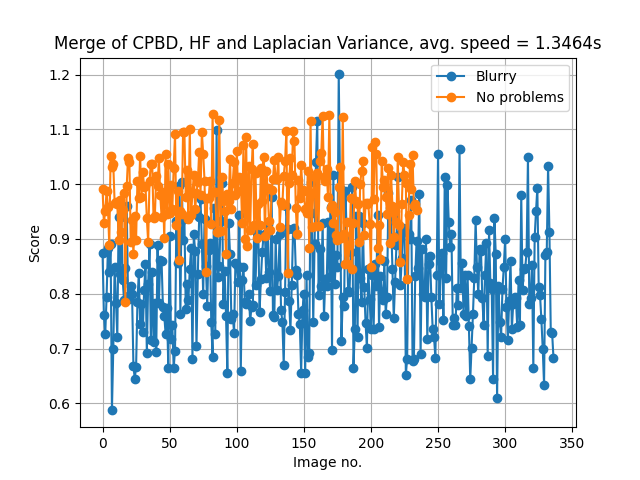 Merge of CPBD, HF and Laplacian Variance, avg. speed = 1.3464s
Blurry
No problems
1.2
1.1
1.0
0.9
0.8
0.7
0.6
Score
0 50 100 150 200 250 300 350
Image no.